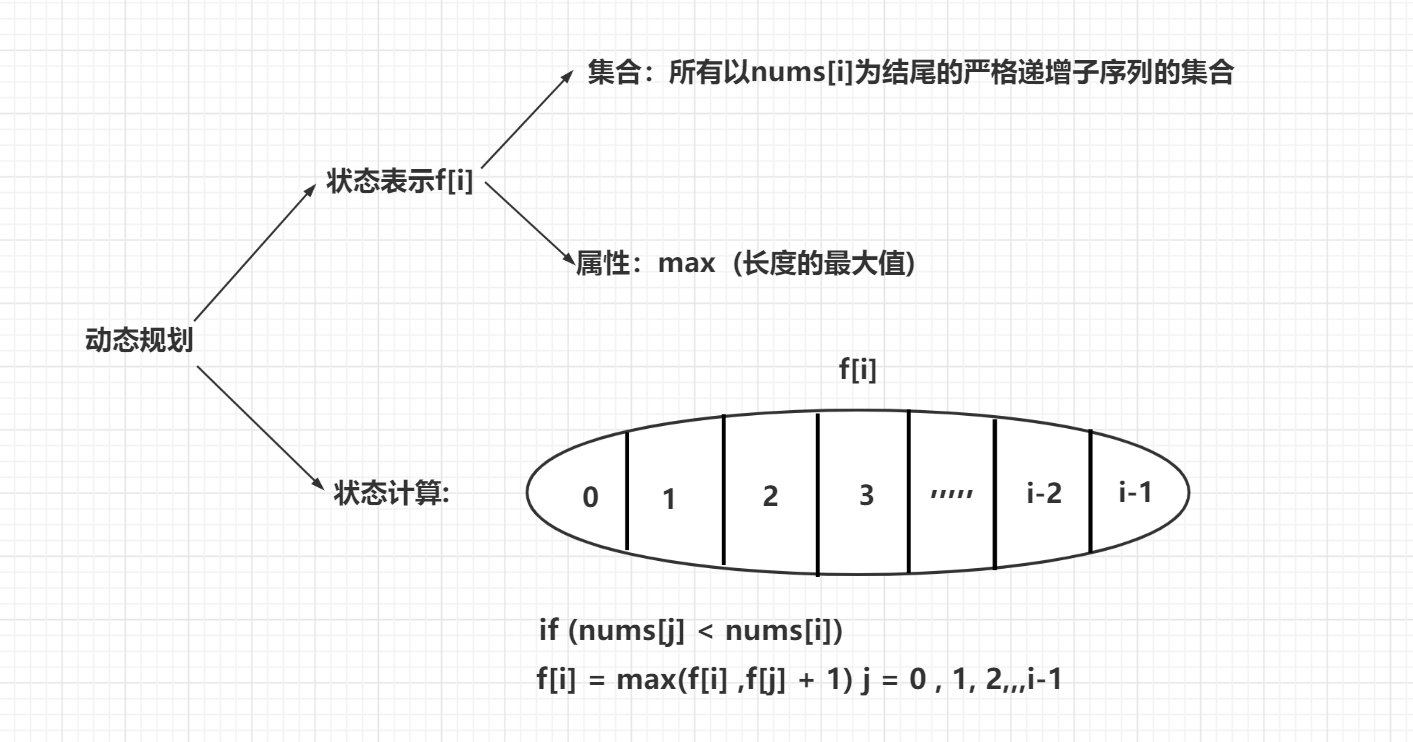 集合：所有以nums[i]为结尾的严格递增子序列的集合
状态表示f[i]
属性：max (长度的最大值)
动态规划
f[i]
状态计算:
0 1 2 3 ,,,,, i-2 i-1
if (nums[j] < nums[i])
f[i] = max(f[i] ,f[j] + 1) j = 0 , 1, 2,,,i-1